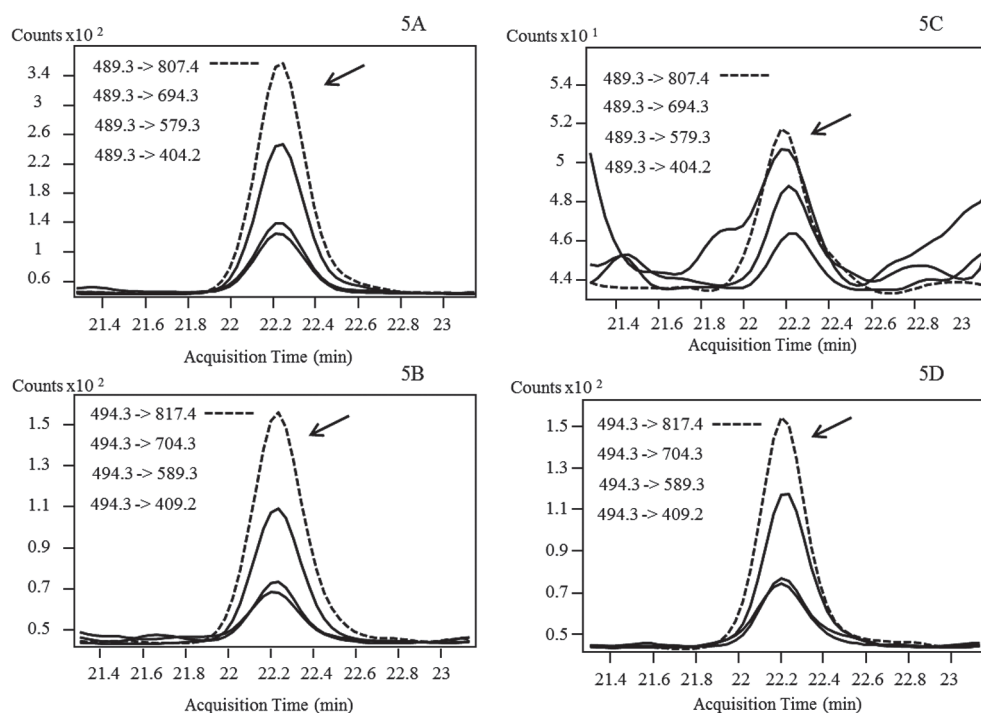 5A
Counts x10 2
3.4
3
2.6
2.2
1.8
1.4
1
0.6
489.3 -> 807.4
489.3 -> 694.3
489.3 -> 579.3
489.3 -> 404.2
21.4 21.6 21.8 22 22.2 22.4 22.6 22.8 23
Acquisition Time (min)
5C
Counts x10 1
5.4
5.2
5
4.8
4.6
4.4
489.3 -> 807.4
489.3 -> 694.3
489.3 -> 579.3
489.3 -> 404.2
21.4 21.6 21.8 22 22.2 22.4 22.6 22.8 23
Acquisition Time (min)
5B
Counts x10 2
1.5
1.3
1.1
0.9
0.7
0.5
494.3 -> 817.4
494.3 -> 704.3
494.3 -> 589.3
494.3 -> 409.2
21.4 21.6 21.8 22 22.2 22.4 22.6 22.8 23
Acquisition Time (min)
5D
Counts x10 2
1.5
1.3
1.1
0.9
0.7
0.5
494.3 -> 817.4
494.3 -> 704.3
494.3 -> 589.3
494.3 -> 409.2
21.4 21.6 21.8 22 22.2 22.4 22.6 22.8 23
Acquisition Time (min)